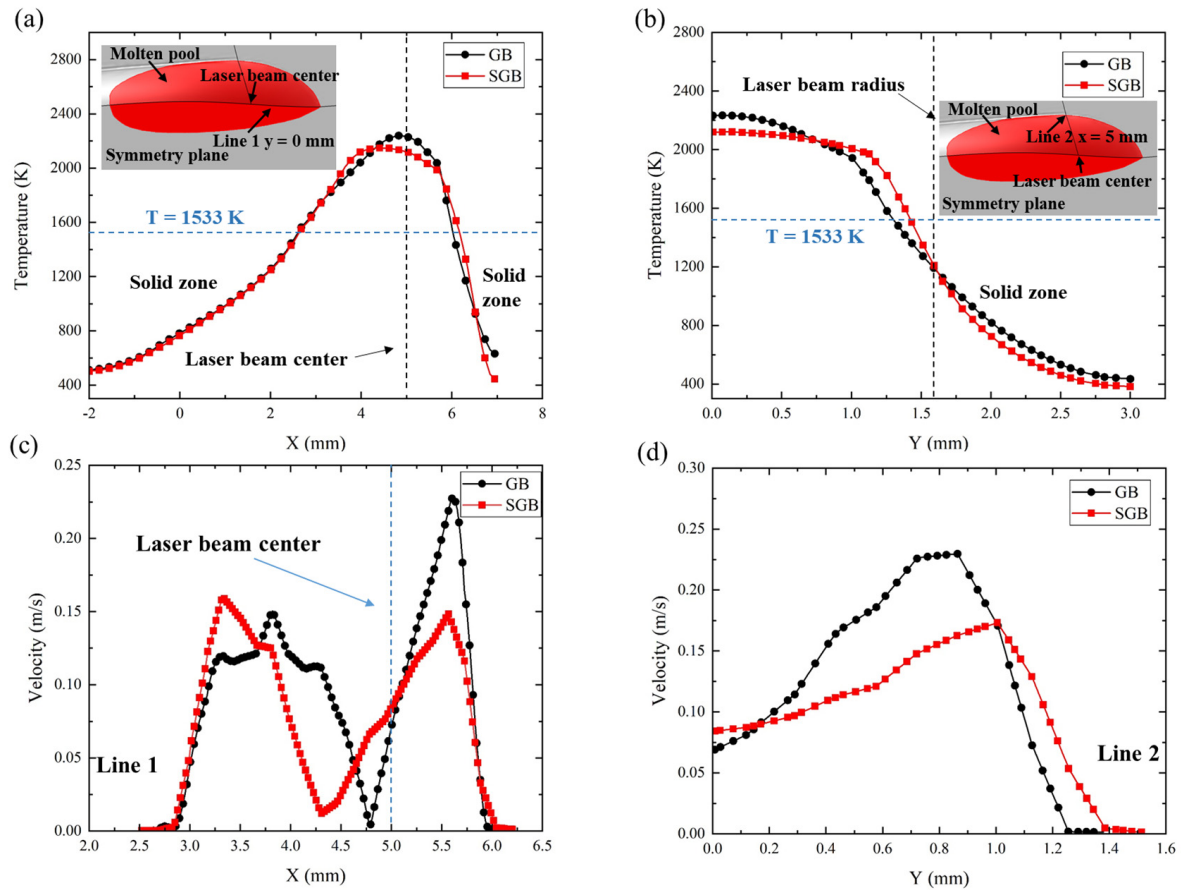 (a)
2800
2400
2000
1600
1200
800
400
Temperature (K)
-2
0
2
4
6
8
X (mm)
Molten pool
Laser beam center
Line 1 y = 0 mm
Symmetry plane
GB
SGB
T = 1533 K
Solid zone
Solid
zone
Laser beam center
(b)
2800
2400
2000
1600
1200
800
400
Temperature (K)
0.0
0.5
1.0
1.5
2.0
2.5
3.0
Y (mm)
Laser beam radius
GB
SGB
Molten pool
Line 2 x = 5 mm
Laser beam center
Symmetry plane
T = 1533 K
Solid zone
(c)
0.25
0.20
0.15
0.10
0.05
0.00
Velocity (m/s)
2.0
2.5
3.0
3.5
4.0
4.5
5.0
5.5
6.0
6.5
X (mm)
GB
SGB
Laser beam center
Line 1
(d)
0.30
0.25
0.20
0.15
0.10
0.05
0.00
Velocity (m/s)
0.0
0.2
0.4
0.6
0.8
1.0
1.2
1.4
1.6
Y (mm)
GB
SGB
Line 2